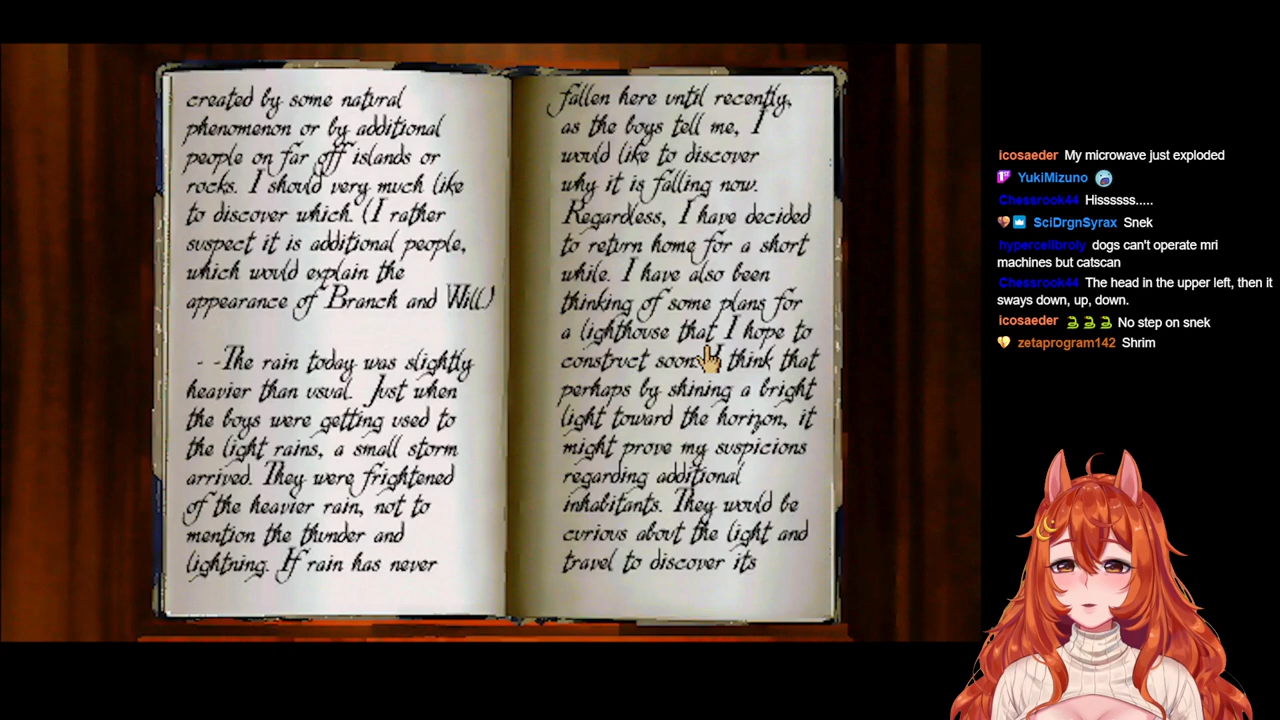 created by some natural
phenomenon or by additional
people on far off islands or
rocks. I should very much like
to discover which. (I rather
suspect it is additional people,
which would explain the
appearance of Branch and Will)
- -The rain today was slightly
heavier than usual. Just when
the boys were getting used to
the light rains, a small storm
arrived. They were frightened
of the heavier rain, not to
mention the thunder and
lightning. If rain has never
fallen here until recently,
as the boys tell me, I
would like to discover
why it is falling now.
Regardless, I have decided
to return home for a short
while. I have also been
thinking of some plans for
a lighthouse that I hope to
construct soon. I think that
perhaps by shining a bright
light toward the horizon, it
might prove my suspicions
regarding additional
inhabitants. They would be
curious about the light and
travel to discover its
icosaeder My microwave just exploded
YukiMizuno
Chessrook44 Hissssss.....
SciDrgnSyrax Snek
hypercellbroly dogs can't operate mri
machines but catscan
Chessrook44 The head in the upper left, then it
sways down, up, down.
icosaeder No step on snek
zetaprogram142 Shrim